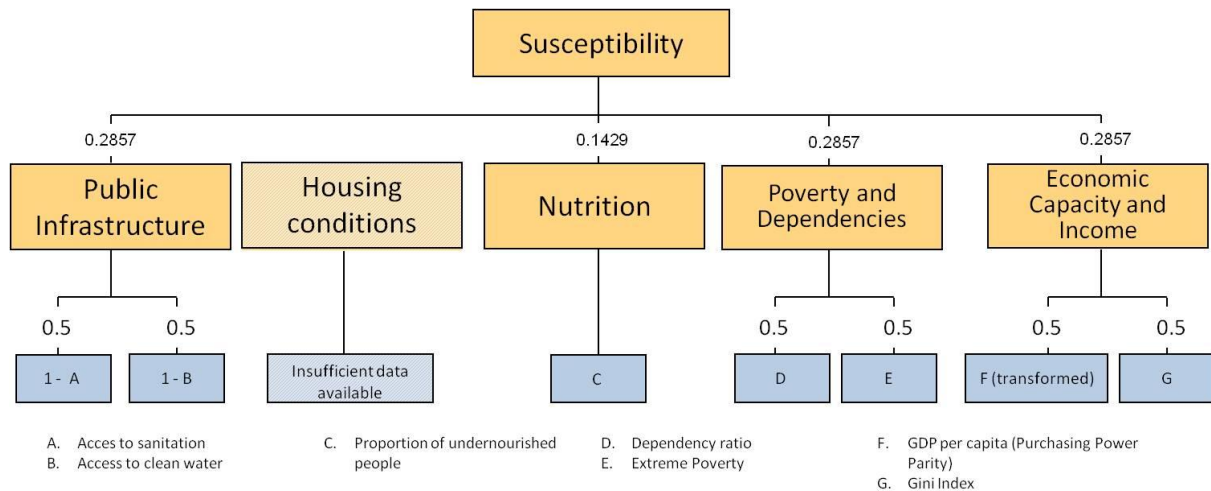 Susceptibility
0.2857
0.1429
0.2857
0.2857
Public
Infrastructure
Housing
conditions
Nutrition
Poverty and
Dependencies
Economic
Capacity and
Income
0.5
0.5
0.5
0.5
0.5
0.5
1 - A
1 - B
Insufficient data
available
C
D
E
F (transformed)
G
A. Acces to sanitation
B. Access to clean water
C. Proportion of undernourished
people
D. Dependency ratio
E. Extreme Poverty
F. GDP per capita (Purchasing Power
Parity)
G. Gini Index